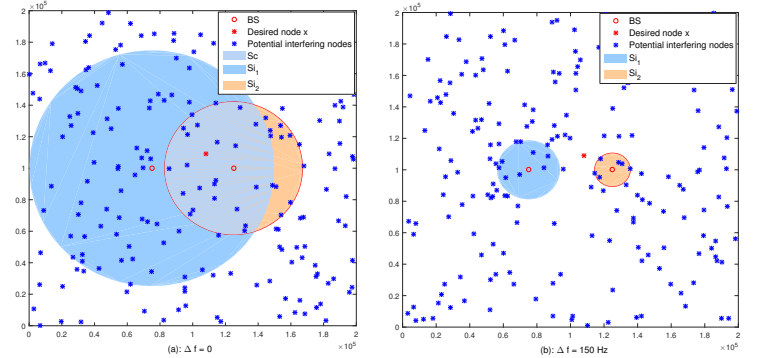 ×10⁵
2
1.8
1.6
1.4
1.2
1
0.8
0.6
0.4
0.2
0
0 0.2 0.4 0.6 0.8 1 1.2 1.4 1.6 1.8 2
×10⁵
BS
Desired node x
Potential interfering nodes
Sc
Si₁
Si₂
(a): Δ f = 0
×10⁵
2
1.8
1.6
1.4
1.2
1
0.8
0.6
0.4
0.2
0
0 0.2 0.4 0.6 0.8 1 1.2 1.4 1.6 1.8 2
×10⁵
BS
Desired node x
Potential interfering nodes
Si₁
Si₂
(b): Δ f = 150 Hz